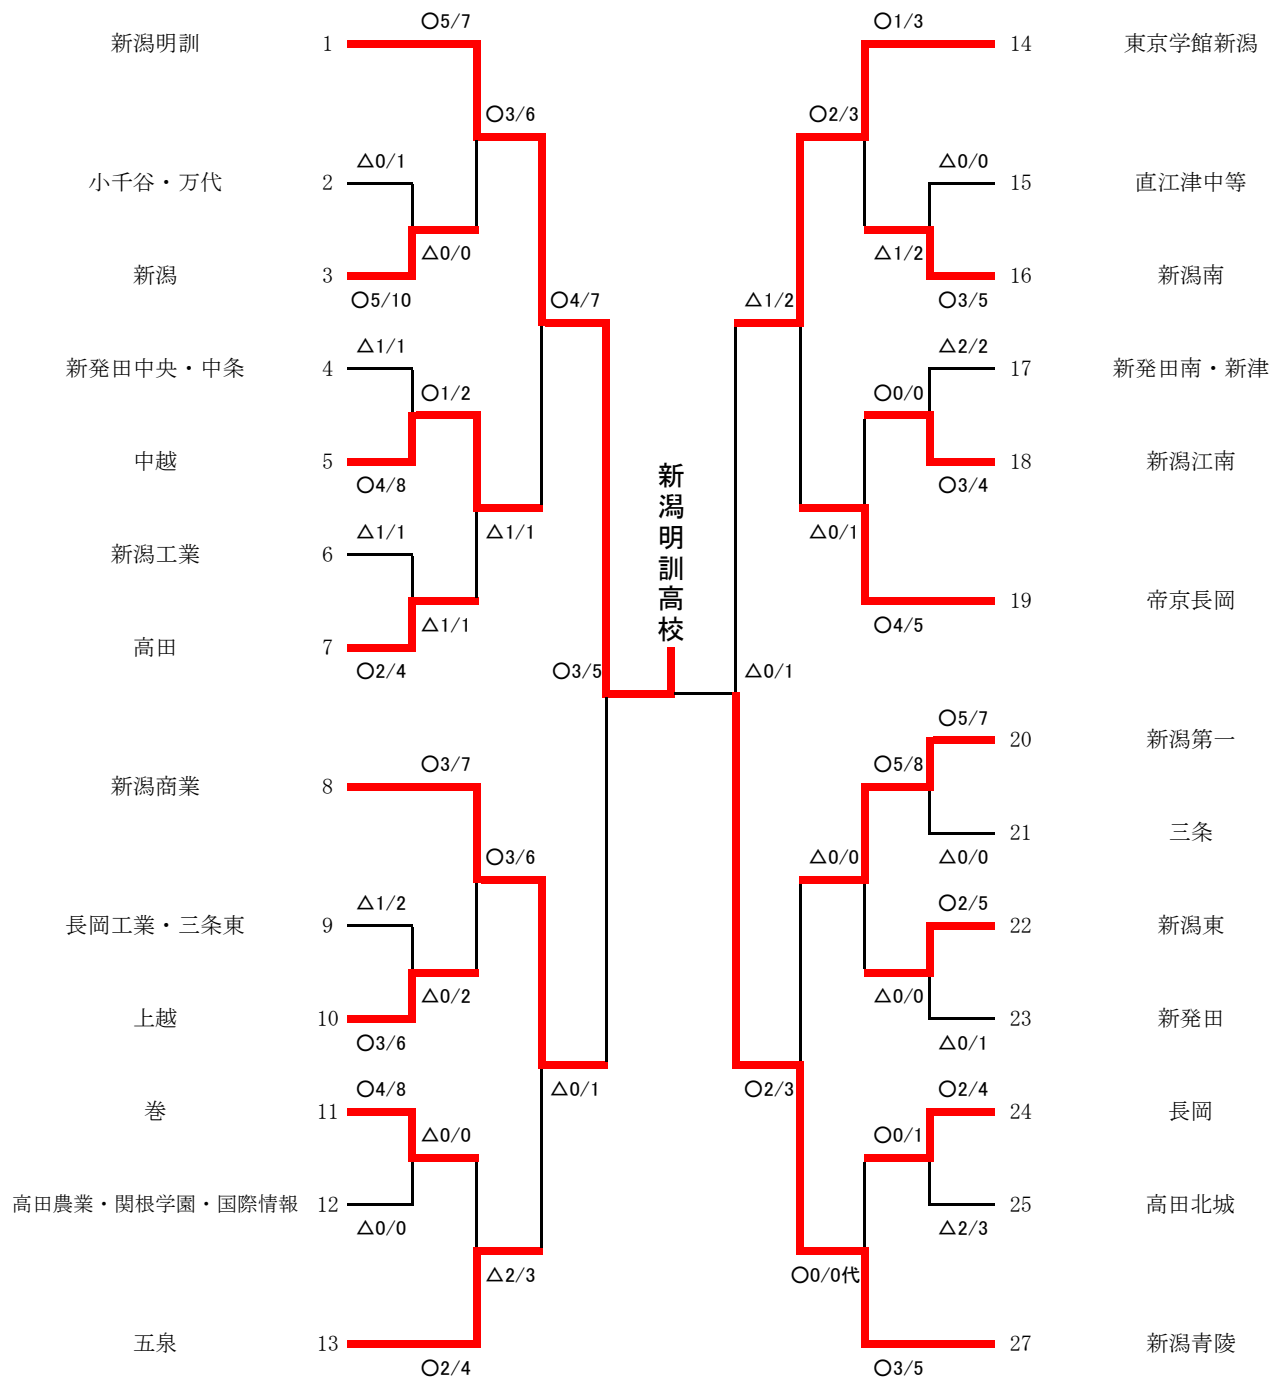 ○5/7
○1/3
新潟明訓 1
14 東京学館新潟
○3/6
○2/3
△0/1
△0/0
小千谷・万代 2
15 直江津中等
△0/0
△1/2
新潟 3
16 新潟南
○5/10
○4/7
△1/2
○3/5
△1/1
△2/2
新発田中央・中条 4
17 新発田南・新津
○1/2
○0/0
中越 5
18 新潟江南
○4/8
○3/4
新潟明訓高校
△1/1
△1/1
△0/1
新潟工業 6
19 帝京長岡
△1/1
○4/5
高田 7
○2/4
○3/5
△0/1
○5/7
20 新潟第一
○3/7
○5/8
新潟商業 8
21 三条
○3/6
△0/0
△0/0
△1/2
○2/5
長岡工業・三条東 9
22 新潟東
△0/2
△0/0
上越 10
23 新発田
○3/6
△0/1
○4/8
△0/1
○2/3
○2/4
巻 11
24 長岡
△0/0
○0/1
高田農業・関根学園・国際情報 12
25 高田北城
△0/0
△2/3
△2/3
○0/0代
五泉 13
27 新潟青陵
○2/4
○3/5